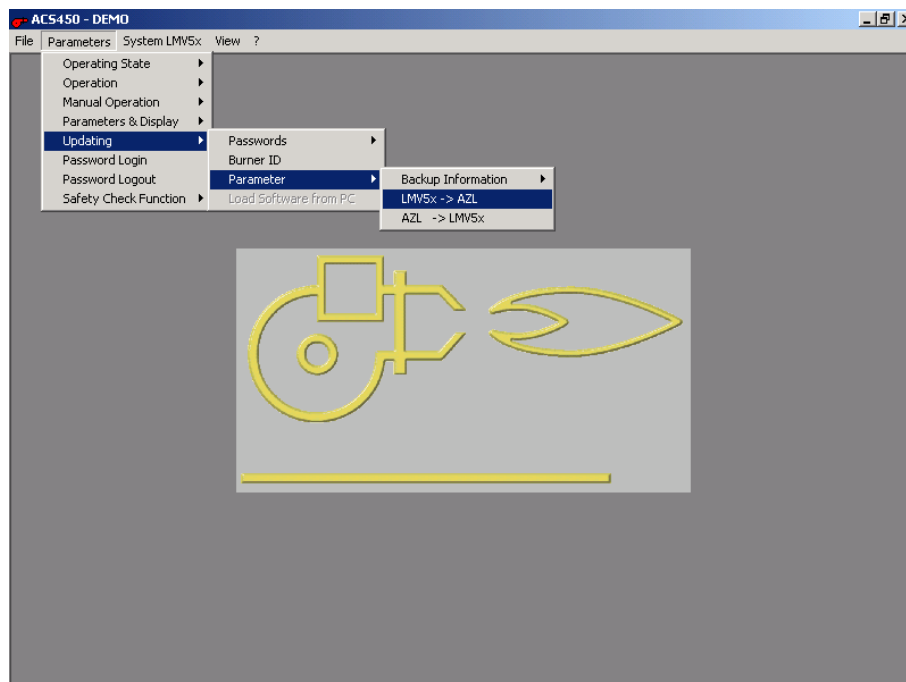 ACS450 - DEMO
File Parameters System LMV5x View ?
Operating State
Operation
Manual Operation
Parameters & Display
Updating
Password Login
Password Logout
Safety Check Function
Passwords
Burner ID
Parameter
Load Software from PC
Backup Information
LMV5x -> AZL
AZL -> LMV5x